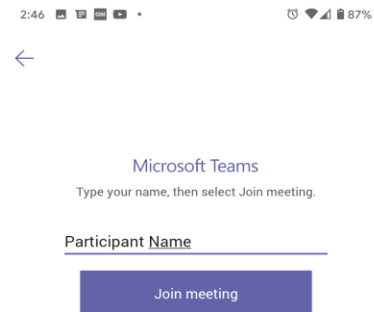 2:46 87%
Microsoft Teams
Type your name, then select Join meeting.
Participant Name
Join meeting